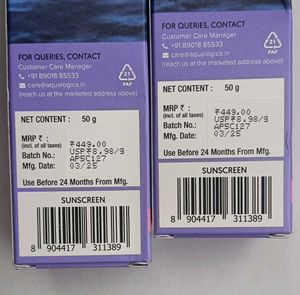 FOR QUERIES, CONTACT
Customer Care Manager
+91 89018 85533
care@aqualogica.in
(reach us at the marketed address above)
21
PAP
NET CONTENT : 50 g
MRP ₹ :
(incl. of all taxes)
₹449.00
USP₹8.98/g
Batch No.: AP5C127
Mfg. Date: 03/25
Use Before 24 Months From Mfg.
SUNSCREEN
8 904417 311389
FOR QUERIES, CONTACT
Customer Care Manager
+91 89018 85533
care@aqualogica.in
(reach us at the marketed address above)
21
PAP
NET CONTENT : 50 g
MRP ₹ :
(incl. of all taxes)
₹449.00
USP₹8.98/g
Batch No.: AP5C127
Mfg. Date: 03/25
Use Before 24 Months From Mfg.
SUNSCREEN
8 904417 311389